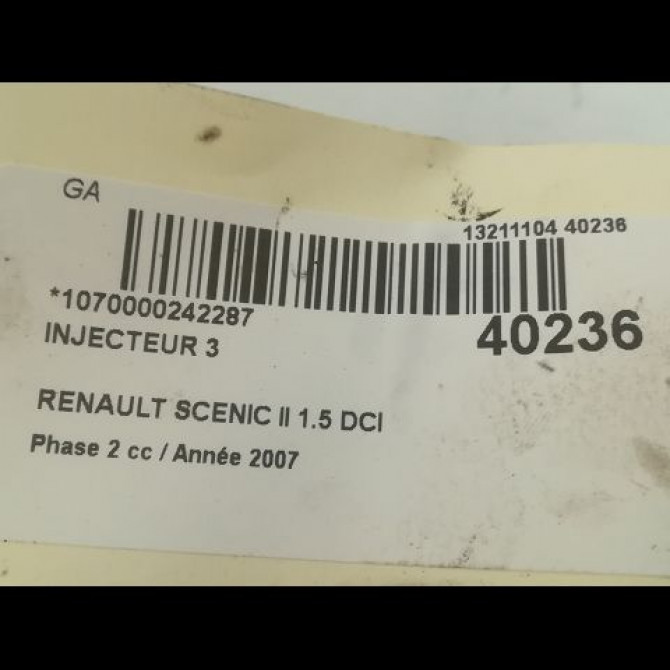 GA
13211104 40236
*1070000242287
40236
INJECTEUR 3
RENAULT SCENIC II 1.5 DCI
Phase 2 cc / Année 2007